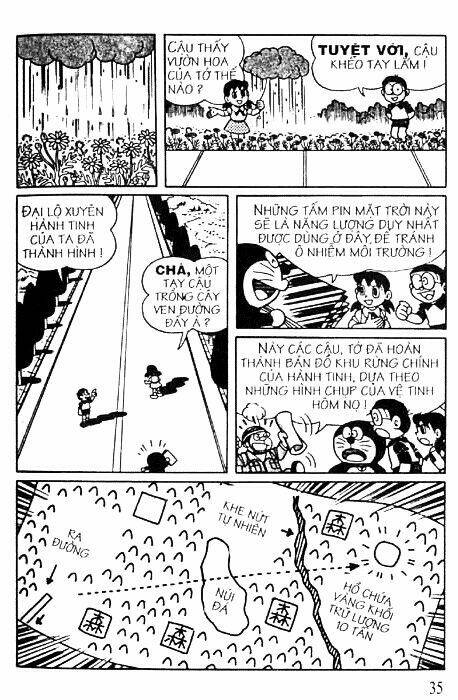 CẬU THẤY
VƯỜN HOA
CỦA TỚ THẾ
NÀO ?
TUYỆT VỜI, CẬU
KHÉO TAY LẮM !
ĐẠI LỘ XUYÊN
HÀNH TINH
CỦA TA ĐÃ
THÀNH HÌNH !
CHÀ, MỘT
TAY CẬU
TRỒNG CÂY
VEN ĐƯỜNG
ĐẤY À ?
NHỮNG TẤM PIN MẶT TRỜI NÀY
SẼ LÀ NĂNG LƯỢNG DUY NHẤT
ĐƯỢC DÙNG Ở ĐÂY, ĐỂ TRÁNH
Ô NHIỄM MÔI TRƯỜNG !
NÀY CÁC CẬU, TỚ ĐÃ HOÀN
THÀNH BẢN ĐỒ KHU RỪNG CHÍNH
CỦA HÀNH TINH, DỰA THEO
NHỮNG HÌNH CHỤP CỦA VỆ TINH
HÔM NỌ !
RA
ĐƯỜNG
KHE NỨT
TỰ NHIÊN
NÚI
ĐÁ
森
森
森
森
HỒ CHỨA
VÀNG KHỐI
TRỮ LƯỢNG
10 TẤN
35